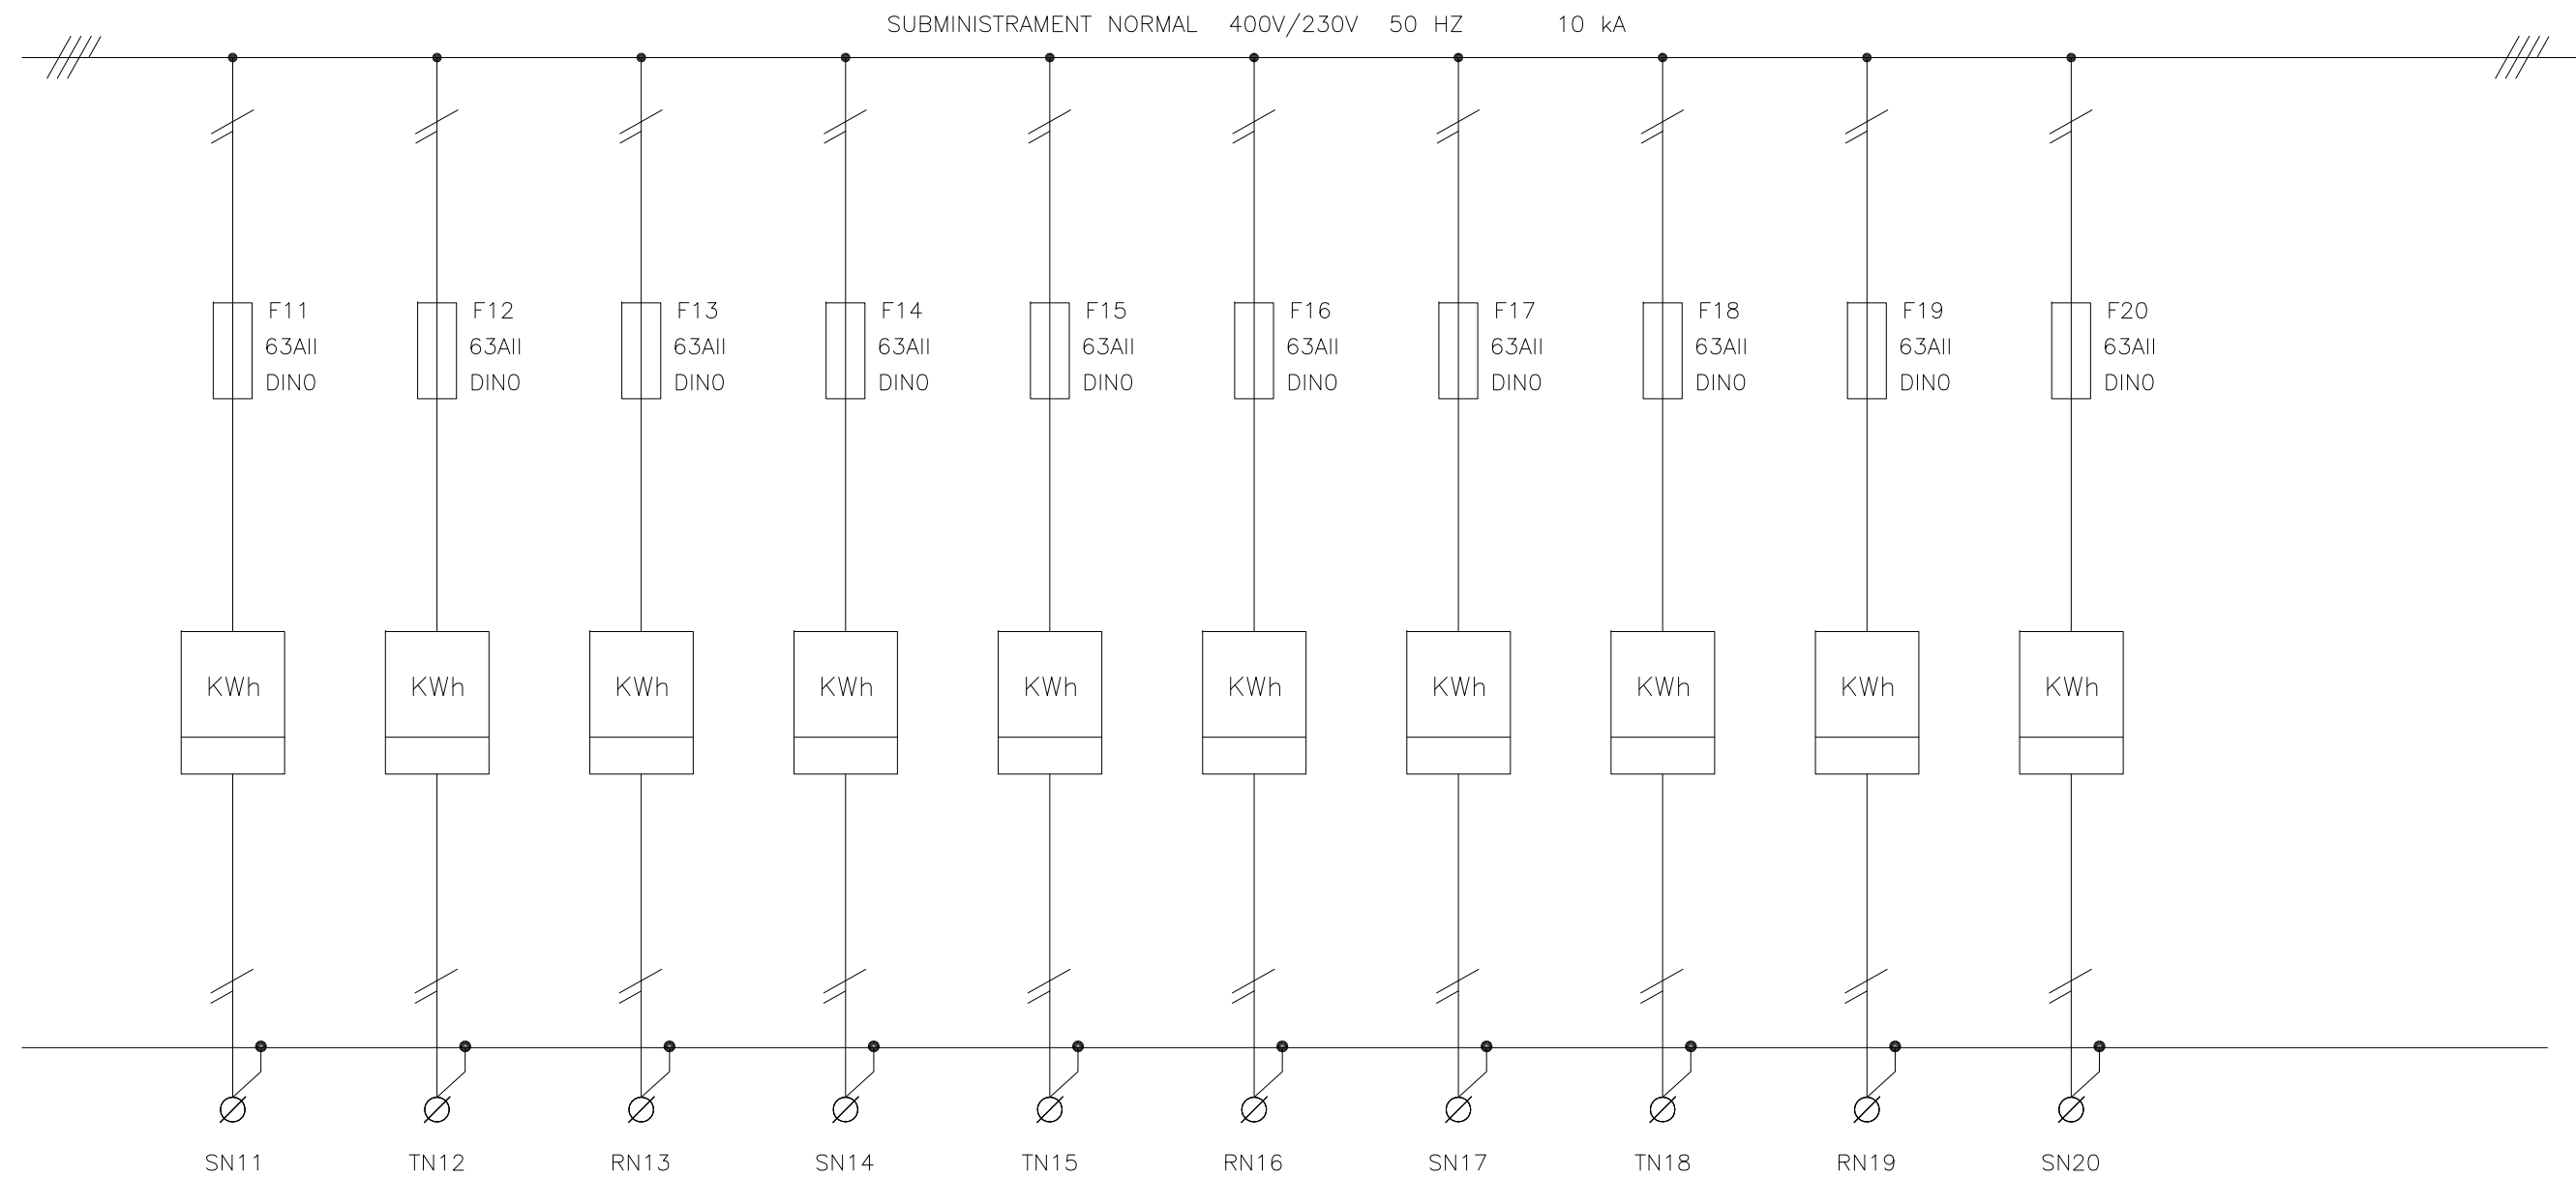 SUBMINISTRAMENT NORMAL 400V/230V 50 HZ 10 kA
F11 F12 F13 F14 F15 F16 F17 F18 F19 F20
63AII 63AII 63AII 63AII 63AII 63AII 63AII 63AII 63AII 63AII
DIN0 DIN0 DIN0 DIN0 DIN0 DIN0 DIN0 DIN0 DIN0 DIN0
KWh KWh KWh KWh KWh KWh KWh KWh KWh KWh
SN11 TN12 RN13 SN14 TN15 RN16 SN17 TN18 RN19 SN20